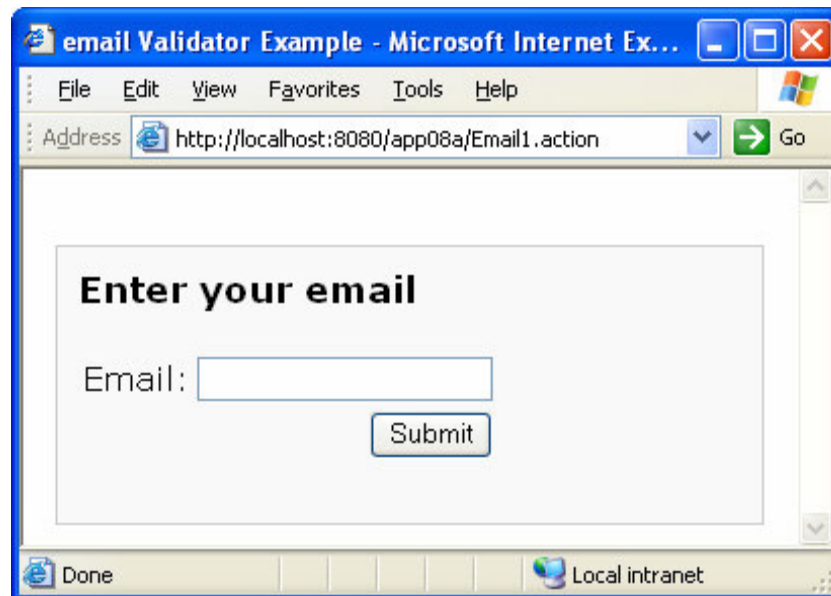 email Validator Example - Microsoft Internet Ex...
File Edit View Favorites Tools Help
Address http://localhost:8080/app08a/Email1.action Go
Enter your email
Email:
Submit
Done Local intranet